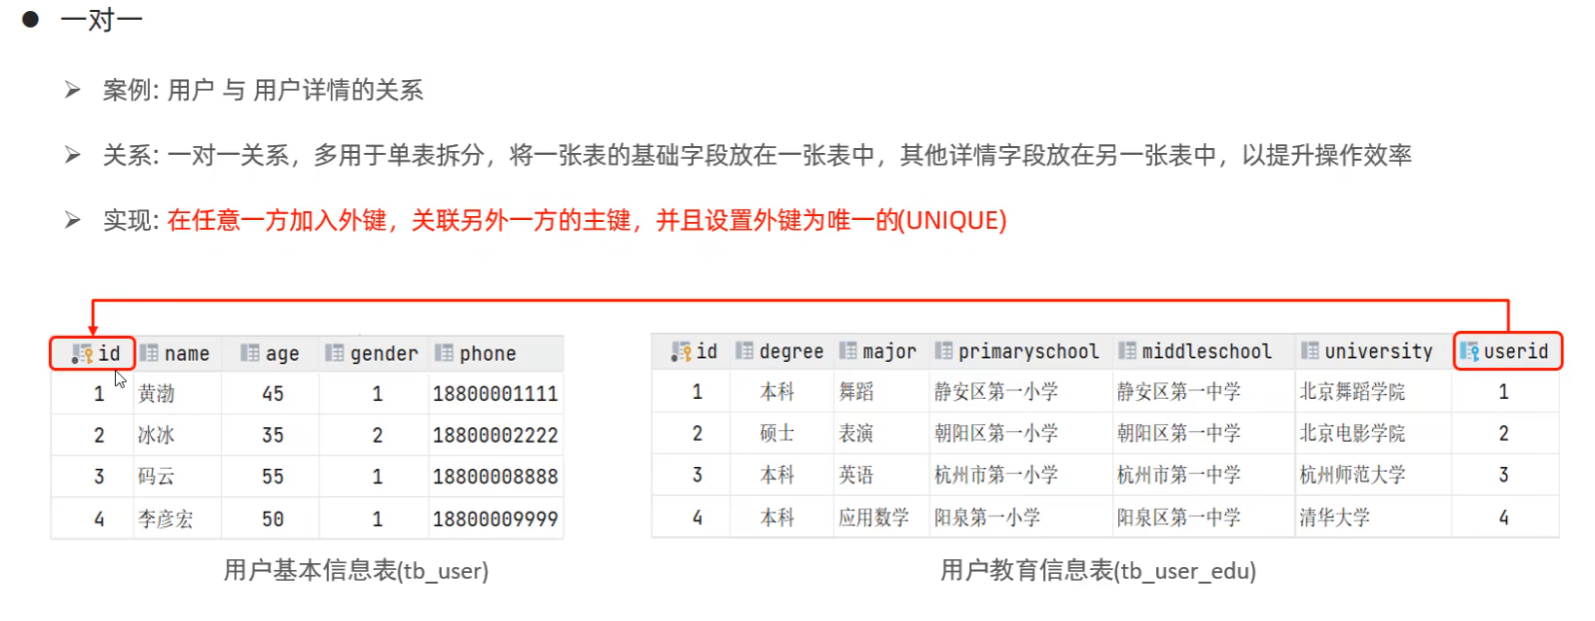 ● 一对一
➢ 案例: 用户 与 用户详情的关系
➢ 关系: 一对一关系，多用于单表拆分，将一张表的基础字段放在一张表中，其他详情字段放在另一张表中，以提升操作效率
➢ 实现: 在任意一方加入外键，关联另外一方的主键，并且设置外键为唯一的(UNIQUE)
id name age gender phone
1 黄渤 45 1 18800001111
2 冰冰 35 2 18800002222
3 码云 55 1 18800008888
4 李彦宏 50 1 18800009999
用户基本信息表(tb_user)
id degree major primaryschool middleschool university userid
1 本科 舞蹈 静安区第一小学 静安区第一中学 北京舞蹈学院 1
2 硕士 表演 朝阳区第一小学 朝阳区第一中学 北京电影学院 2
3 本科 英语 杭州市第一小学 杭州市第一中学 杭州师范大学 3
4 本科 应用数学 阳泉第一小学 阳泉区第一中学 清华大学 4
用户教育信息表(tb_user_edu)